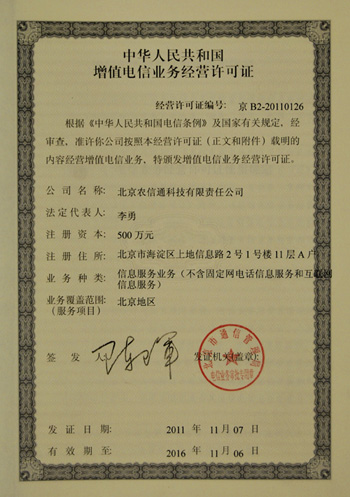 中华人民共和国
增值电信业务经营许可证
经营许可证编号: 京 B2-20110126
根据《中华人民共和国电信条例》及国家有关规定, 经
审查, 准许你公司按照本经营许可证(正文和附件)载明的
内容经营增值电信业务, 特颁发增值电信业务经营许可证。
公司名称: 北京农信通科技有限责任公司
法定代表人: 李勇
注册资本: 500 万元
注册住所: 北京市海淀区上地信息路 2 号 1 号楼 11 层 A 户
业务种类: 信息服务业务(不含固定网电话信息服务和互联网
信息服务)
业务覆盖范围: 北京地区
(服务项目)
签发人
发证机关(盖章):
北京市通信管理局
发证日期: 2011 年 11 月 07 日
有效期至: 2016 年 11 月 06 日